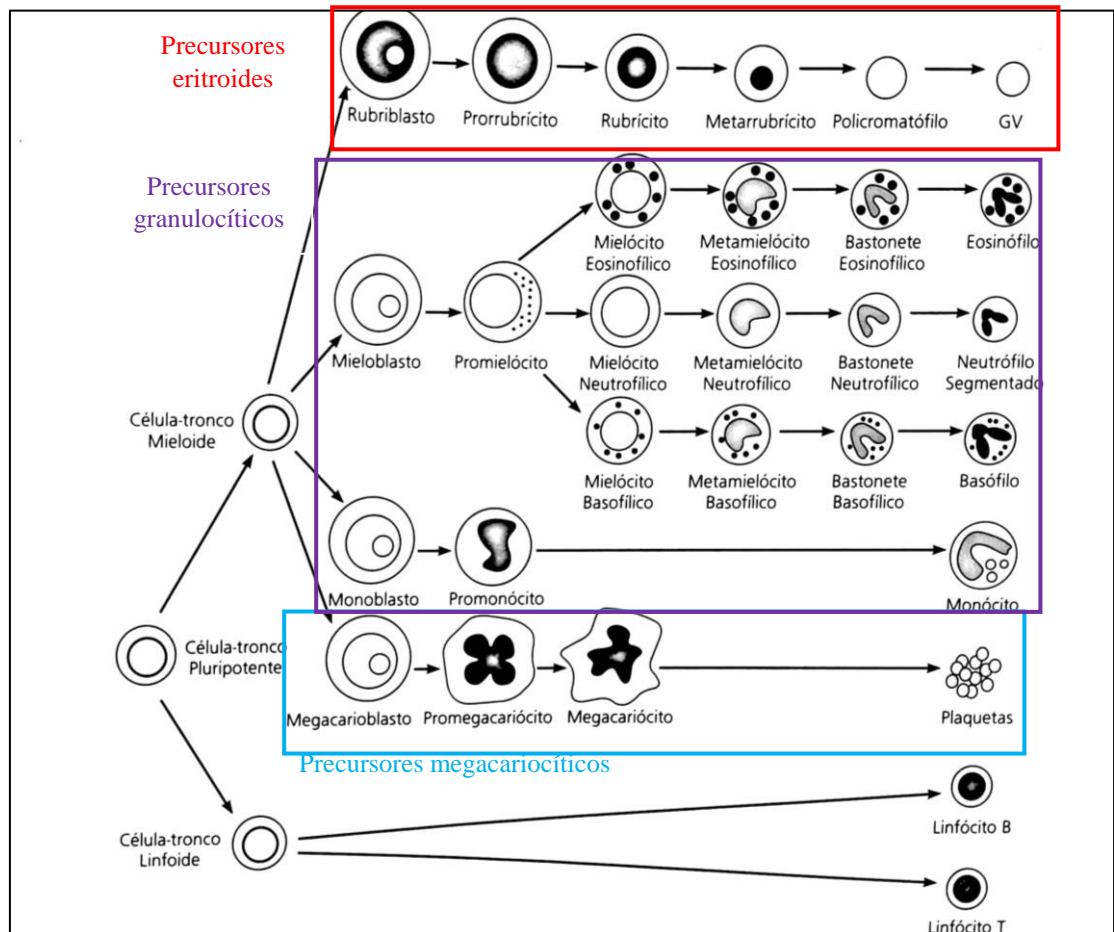 Precursores
eritroides
Rubriblasto
Prorrubrícito
Rubrícito
Metarrubrícito
Policromatófilo
GV
Precursores
granulocíticos
Mielócito
Eosinofílico
Metamielócito
Eosinofílico
Bastonete
Eosinofílico
Eosinófilo
Mieloblasto
Promielócito
Mielócito
Neutrofílico
Metamielócito
Neutrofílico
Bastonete
Neutrofílico
Neutrófilo
Segmentado
Célula-tronco
Mieloide
Mielócito
Basofílico
Metamielócito
Basofílico
Bastonete
Basofílico
Basófilo
Monoblasto
Promonócito
Monócito
Célula-tronco
Pluripotente
Megacarioblasto
Promegacariócito
Megacariócito
Plaquetas
Precursores megacariocíticos
Célula-tronco
Linfoide
Linfócito B
Linfócito T